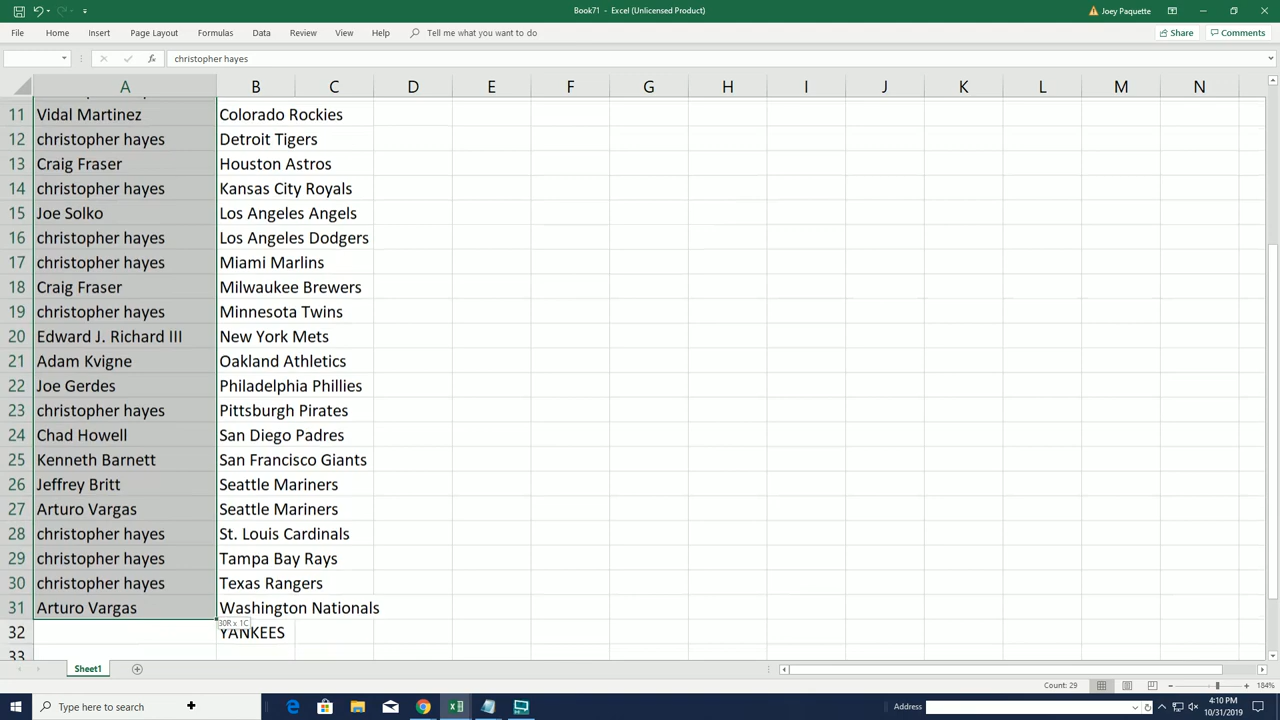 Book71 - Excel (Unlicensed Product)
Joey Paquette
File Home Insert Page Layout Formulas Data Review View Help Tell me what you want to do Share Comments
fx christopher hayes
A B C D E F G H I J K L M N
11 Vidal Martinez Colorado Rockies
12 christopher hayes Detroit Tigers
13 Craig Fraser Houston Astros
14 christopher hayes Kansas City Royals
15 Joe Solko Los Angeles Angels
16 christopher hayes Los Angeles Dodgers
17 christopher hayes Miami Marlins
18 Craig Fraser Milwaukee Brewers
19 christopher hayes Minnesota Twins
20 Edward J. Richard III New York Mets
21 Adam Kvigne Oakland Athletics
22 Joe Gerdes Philadelphia Phillies
23 christopher hayes Pittsburgh Pirates
24 Chad Howell San Diego Padres
25 Kenneth Barnett San Francisco Giants
26 Jeffrey Britt Seattle Mariners
27 Arturo Vargas Seattle Mariners
28 christopher hayes St. Louis Cardinals
29 christopher hayes Tampa Bay Rays
30 christopher hayes Texas Rangers
31 Arturo Vargas Washington Nationals
30R x 1C
32 YANKEES
33
Sheet1
Count: 29 184%
Type here to search Address 4:10 PM
10/31/2019